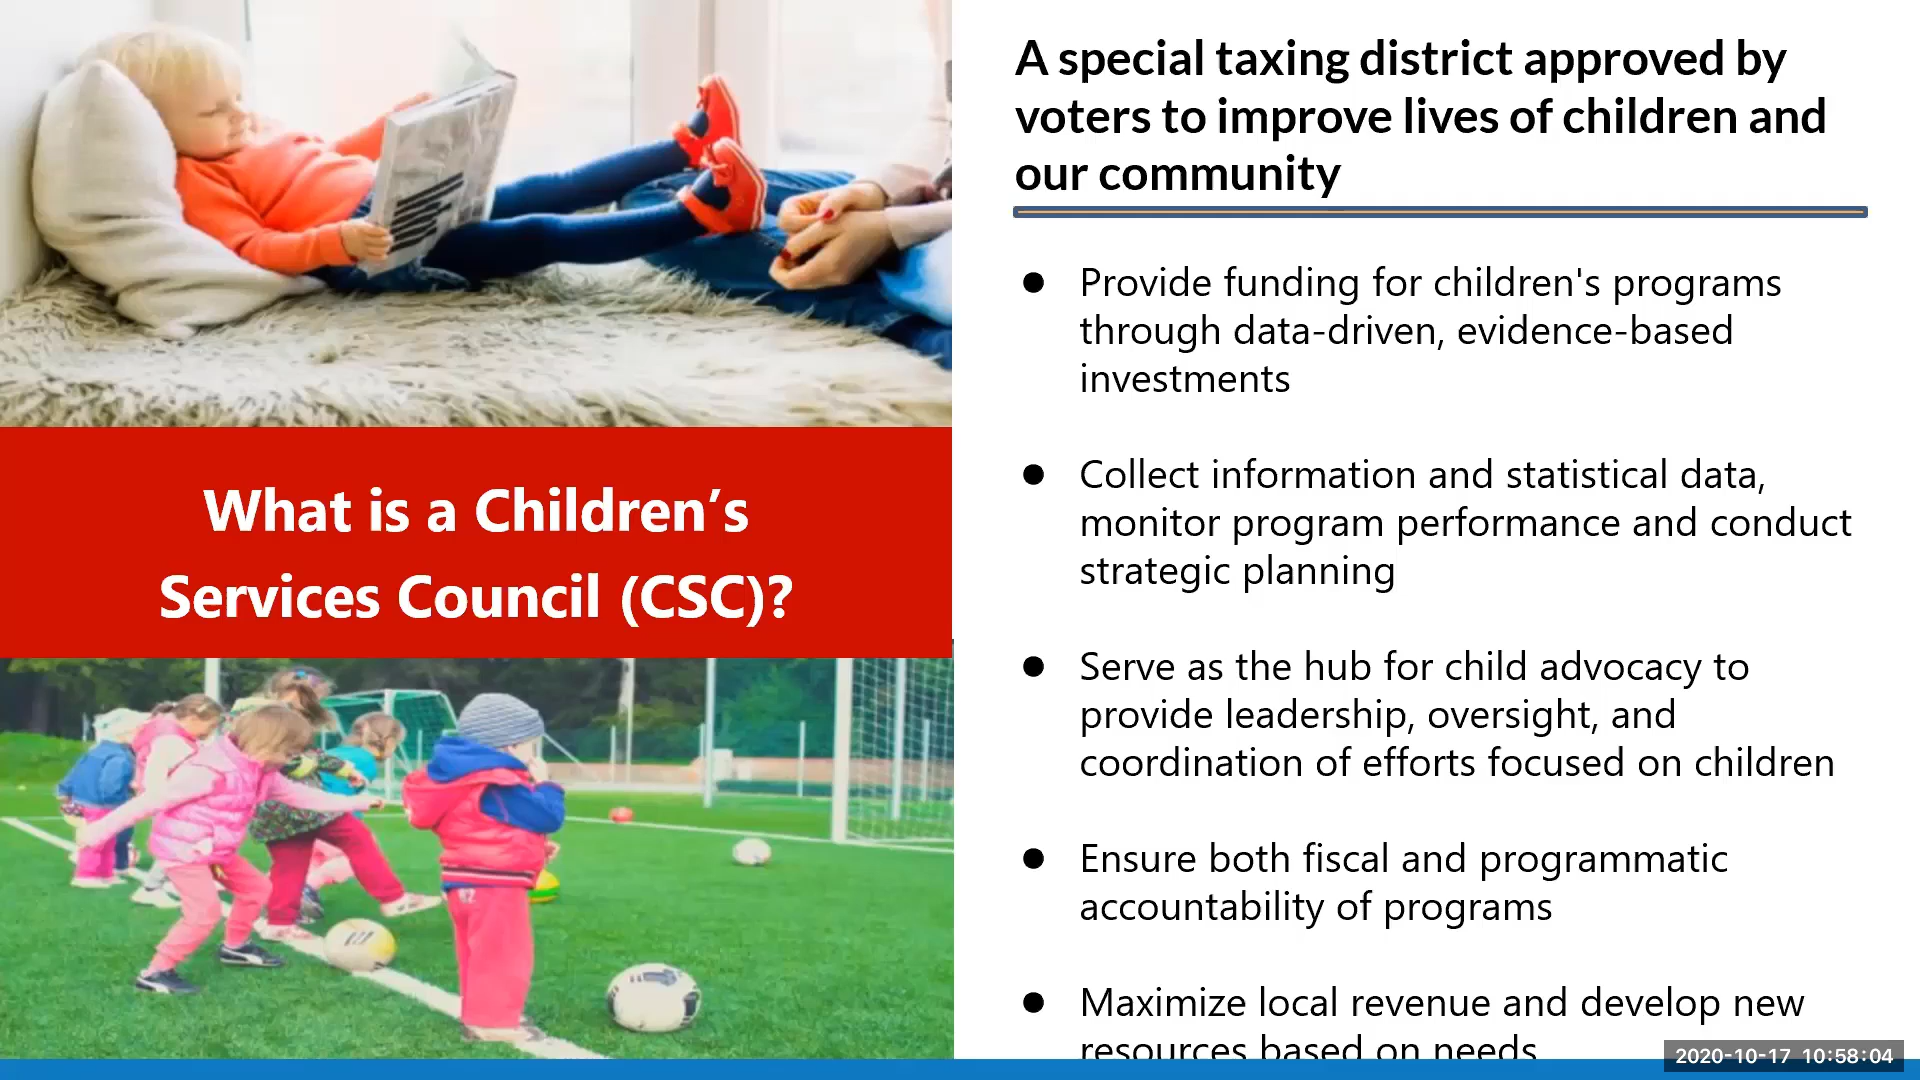 A special taxing district approved by
voters to improve lives of children and
our community
What is a Children’s
Services Council (CSC)?
● Provide funding for children's programs
through data-driven, evidence-based
investments
● Collect information and statistical data,
monitor program performance and conduct
strategic planning
● Serve as the hub for child advocacy to
provide leadership, oversight, and
coordination of efforts focused on children
● Ensure both fiscal and programmatic
accountability of programs
● Maximize local revenue and develop new
resources based on needs
2020-10-17 10:58:04